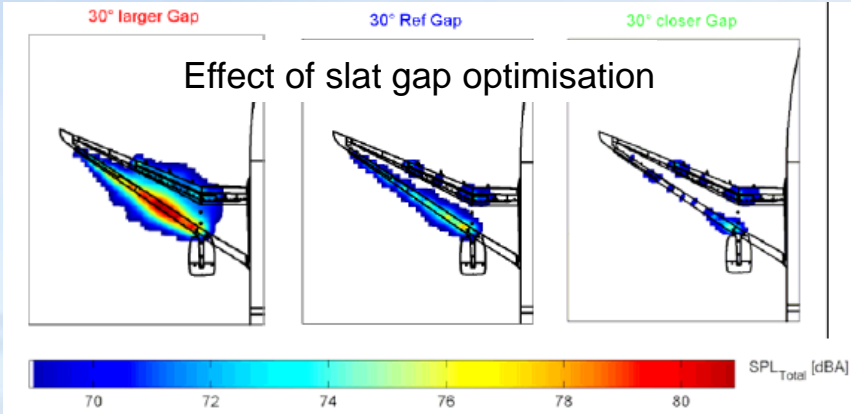 30° larger Gap
30° Ref Gap
30° closer Gap
Effect of slat gap optimisation
70 72 74 76 78 80
SPL_Total [dBA]